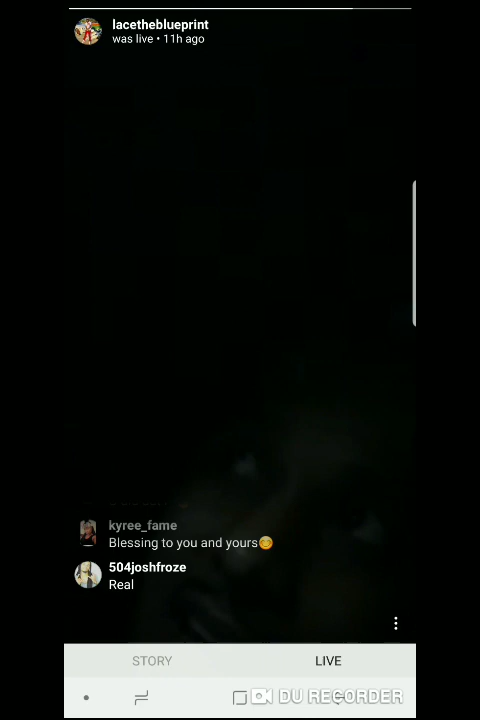 lacetheblueprint
was live • 11h ago
kyree_fame
Blessing to you and yours😊
504joshfroze
Real
STORY LIVE
DU RECORDER